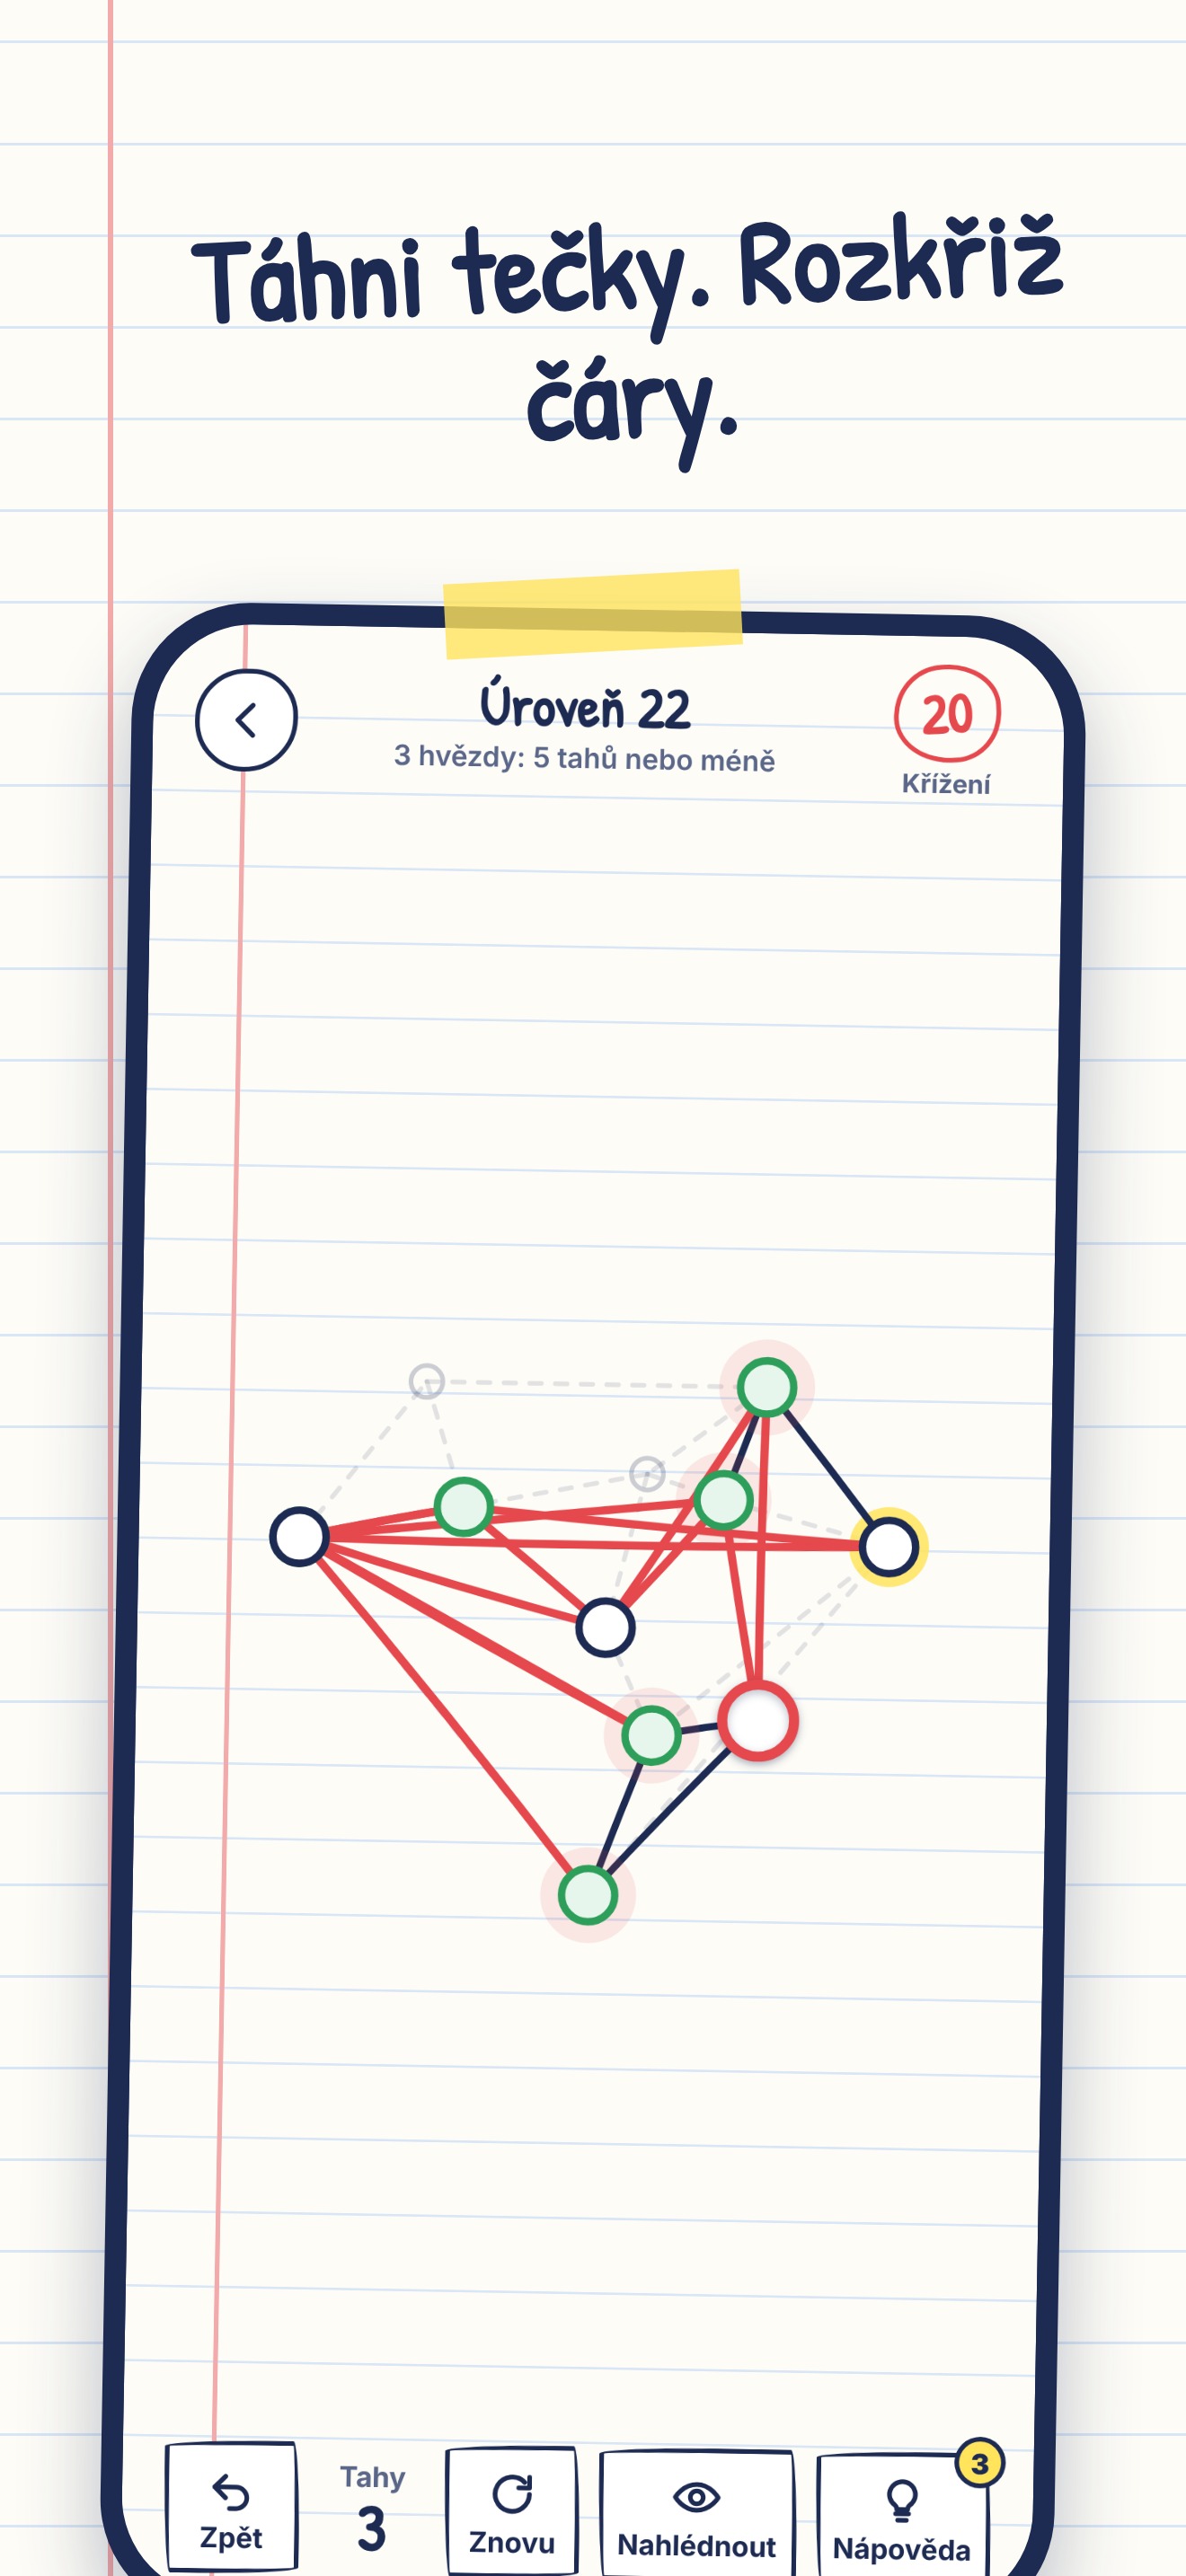 Táhni tečky. Rozkřiž
čáry.
Úroveň 22
3 hvězdy: 5 tahů nebo méně
20
Křížení
Zpět
Tahy
3
Znovu
Nahlédnout
Nápověda
3